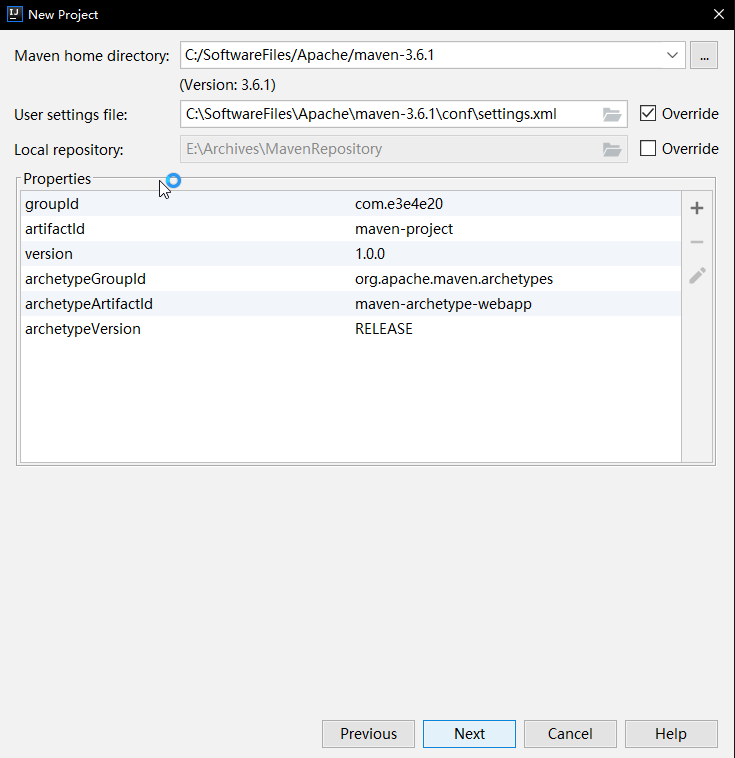 New Project
Maven home directory: C:/SoftwareFiles/Apache/maven-3.6.1 ...
(Version: 3.6.1)
User settings file: C:\SoftwareFiles\Apache\maven-3.6.1\conf\settings.xml Override
Local repository: E:\Archives\MavenRepository Override
Properties
groupId com.e3e4e20
artifactId maven-project
version 1.0.0
archetypeGroupId org.apache.maven.archetypes
archetypeArtifactId maven-archetype-webapp
archetypeVersion RELEASE
Previous Next Cancel Help